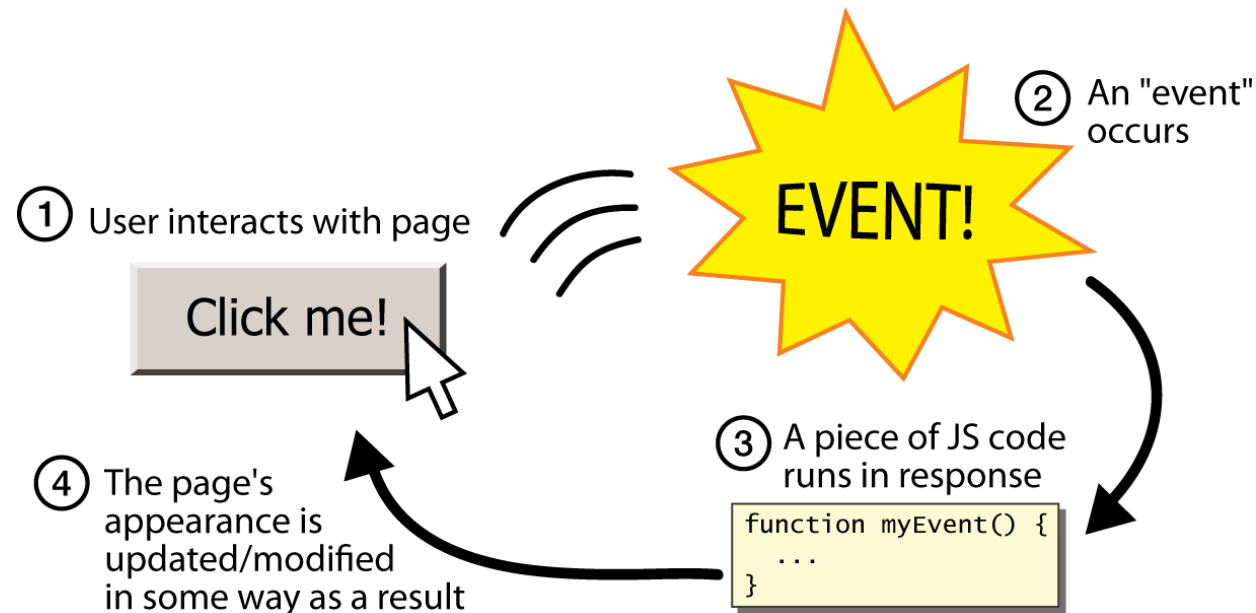 1 User interacts with page
Click me!
EVENT!
2 An "event"
occurs
3 A piece of JS code
runs in response
function myEvent() {
  ...
}
4 The page's
appearance is
updated/modified
in some way as a result